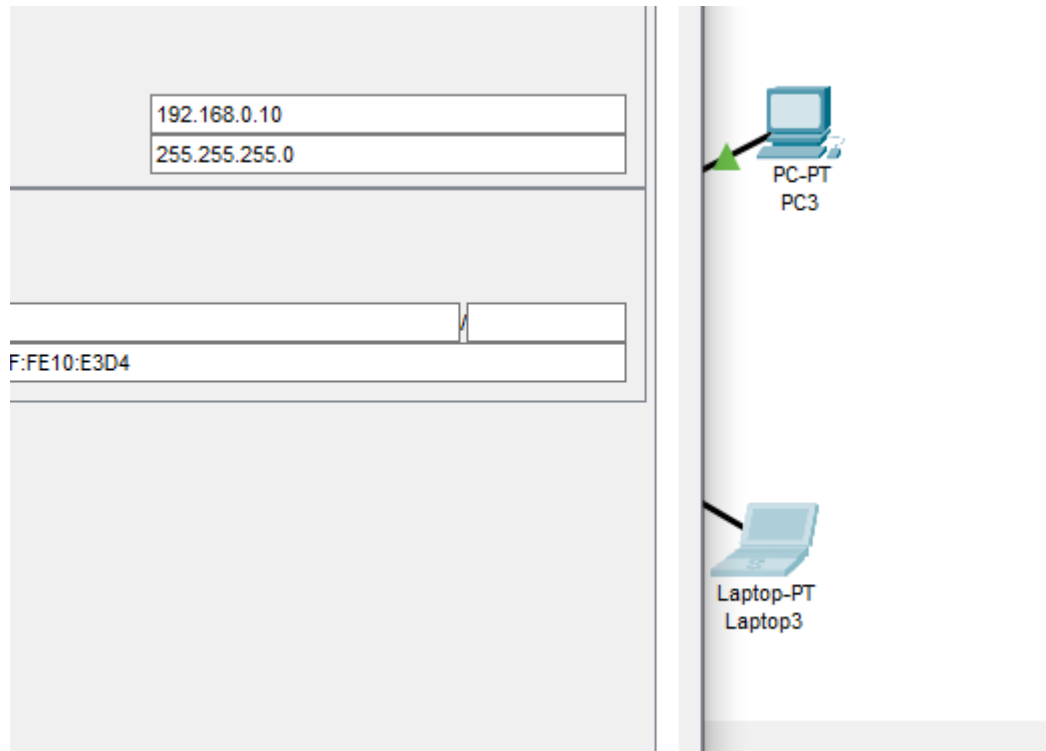 192.168.0.10
255.255.255.0
/
F:FE10:E3D4
PC-PT
PC3
Laptop-PT
Laptop3